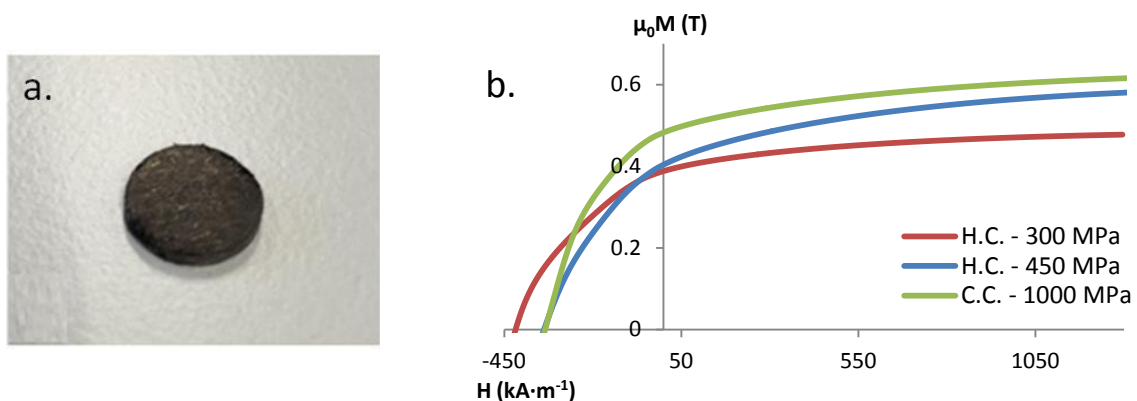 a.
b.
μ₀M (T)
0.6
0.4
0.2
0
-450
50
550
1050
H (kA·m⁻¹)
H.C. - 300 MPa
H.C. - 450 MPa
C.C. - 1000 MPa